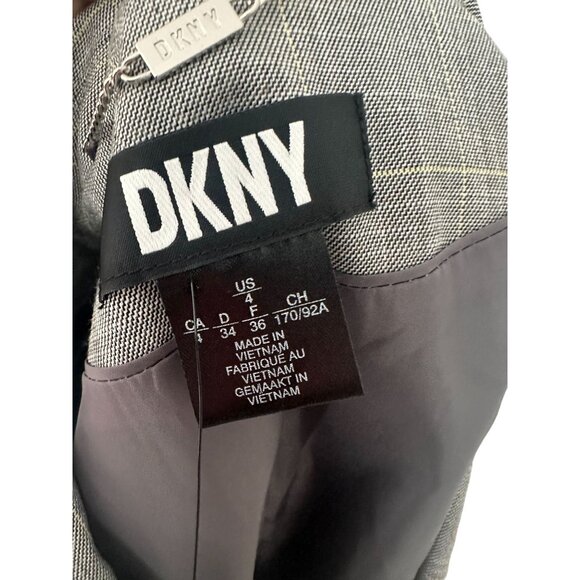 DKNY
DKNY
US
4
CA D F CH
4 34 36 170/92A
MADE IN
VIETNAM
FABRIQUE AU
VIETNAM
GEMAAKT IN
VIETNAM